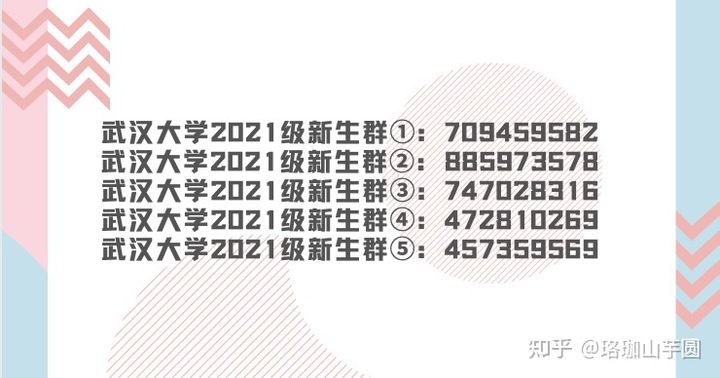 武汉大学2021级新生群①：709459582
武汉大学2021级新生群②：885973578
武汉大学2021级新生群③：747028316
武汉大学2021级新生群④：472810269
武汉大学2021级新生群⑤：457359569
知乎 @珞珈山芋圆